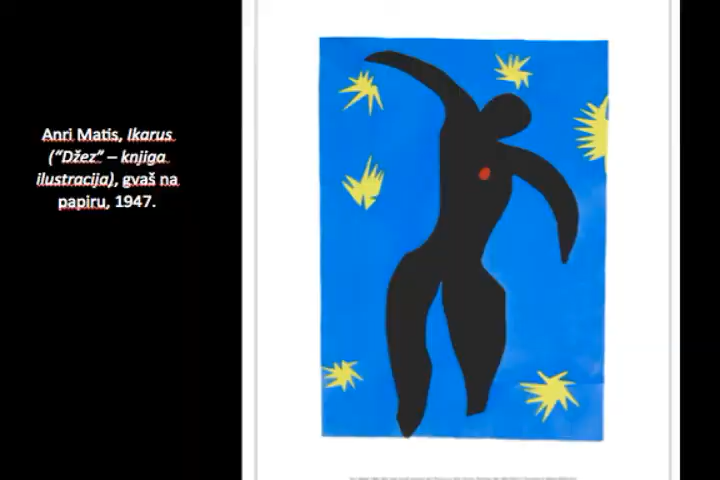 Anri Matis, Ikarus
(“Džez” – knjiga
ilustracija), gvaš na
papiru, 1947.